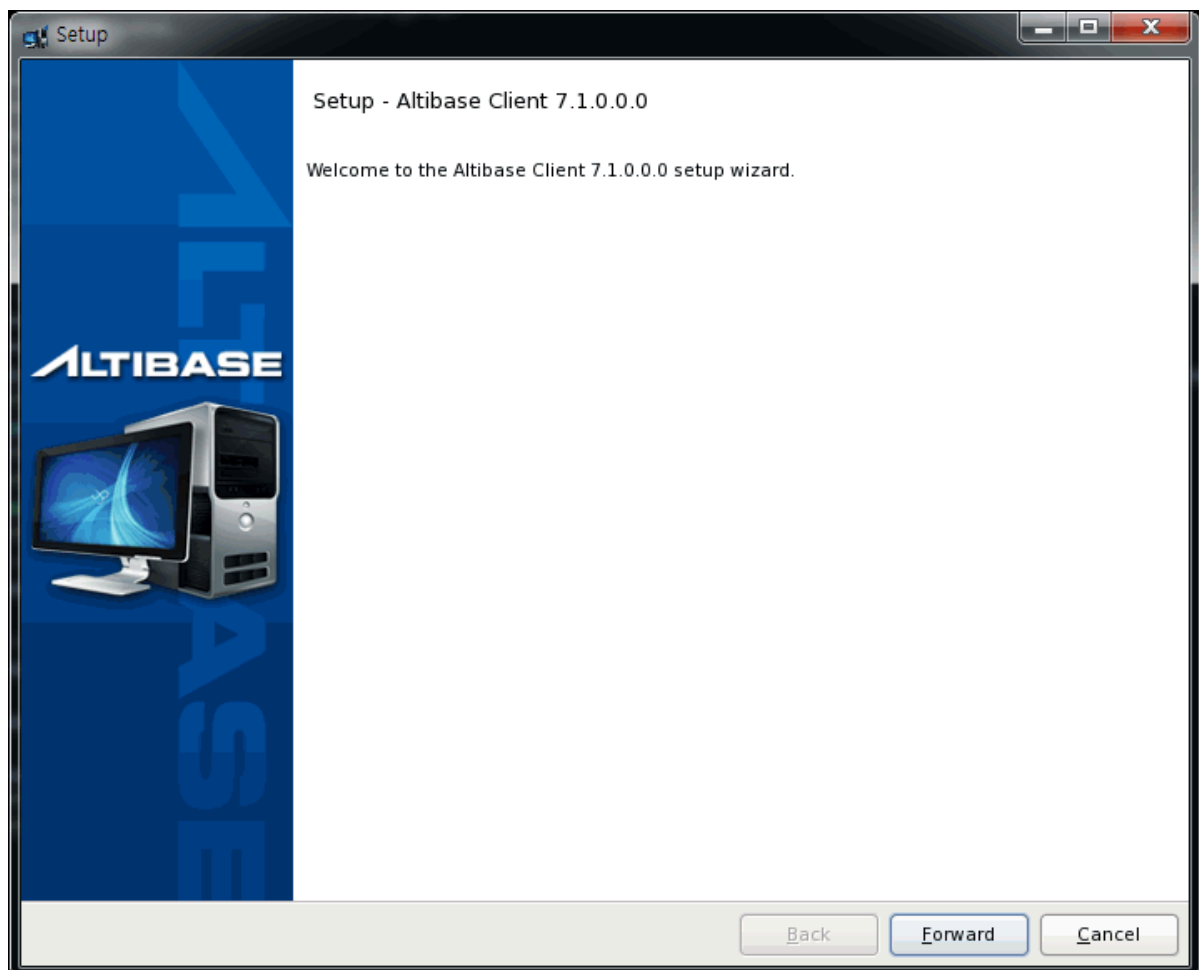 Setup
Setup - Altibase Client 7.1.0.0.0
Welcome to the Altibase Client 7.1.0.0.0 setup wizard.
ALTIBASE
ALTIBASE
Back
Forward
Cancel